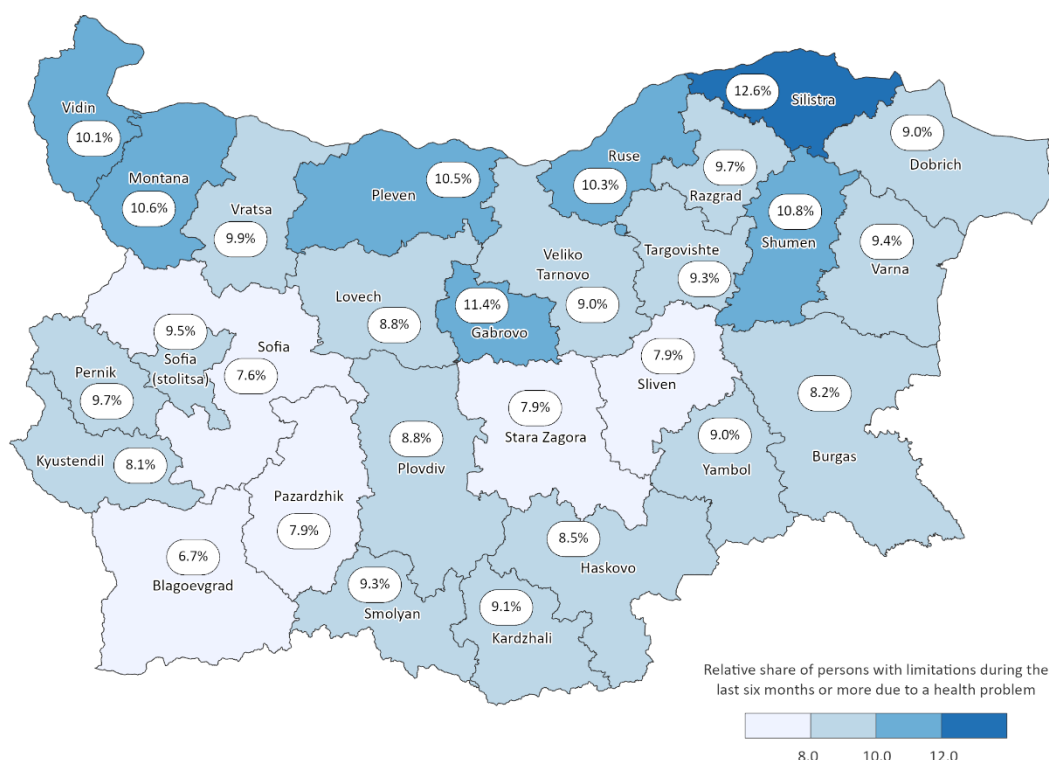 12.6%
Silistra
Vidin
10.1%
9.0%
Dobrich
Ruse
10.3%
9.7%
Razgrad
Montana
10.6%
10.5%
Pleven
Vratsa
9.9%
10.8%
Shumen
9.4%
Varna
Targovishte
9.3%
Veliko
Tarnovo
9.0%
11.4%
Gabrovo
Lovech
8.8%
9.5%
Sofia
(stolitsa)
Sofia
7.6%
Pernik
9.7%
7.9%
Sliven
8.2%
Burgas
7.9%
Stara Zagora
8.8%
Plovdiv
9.0%
Yambol
Kyustendil
8.1%
Pazardzhik
7.9%
8.5%
Haskovo
6.7%
Blagoevgrad
9.3%
Smolyan
9.1%
Kardzhali
Relative share of persons with limitations during the
last six months or more due to a health problem
8.0 10.0 12.0